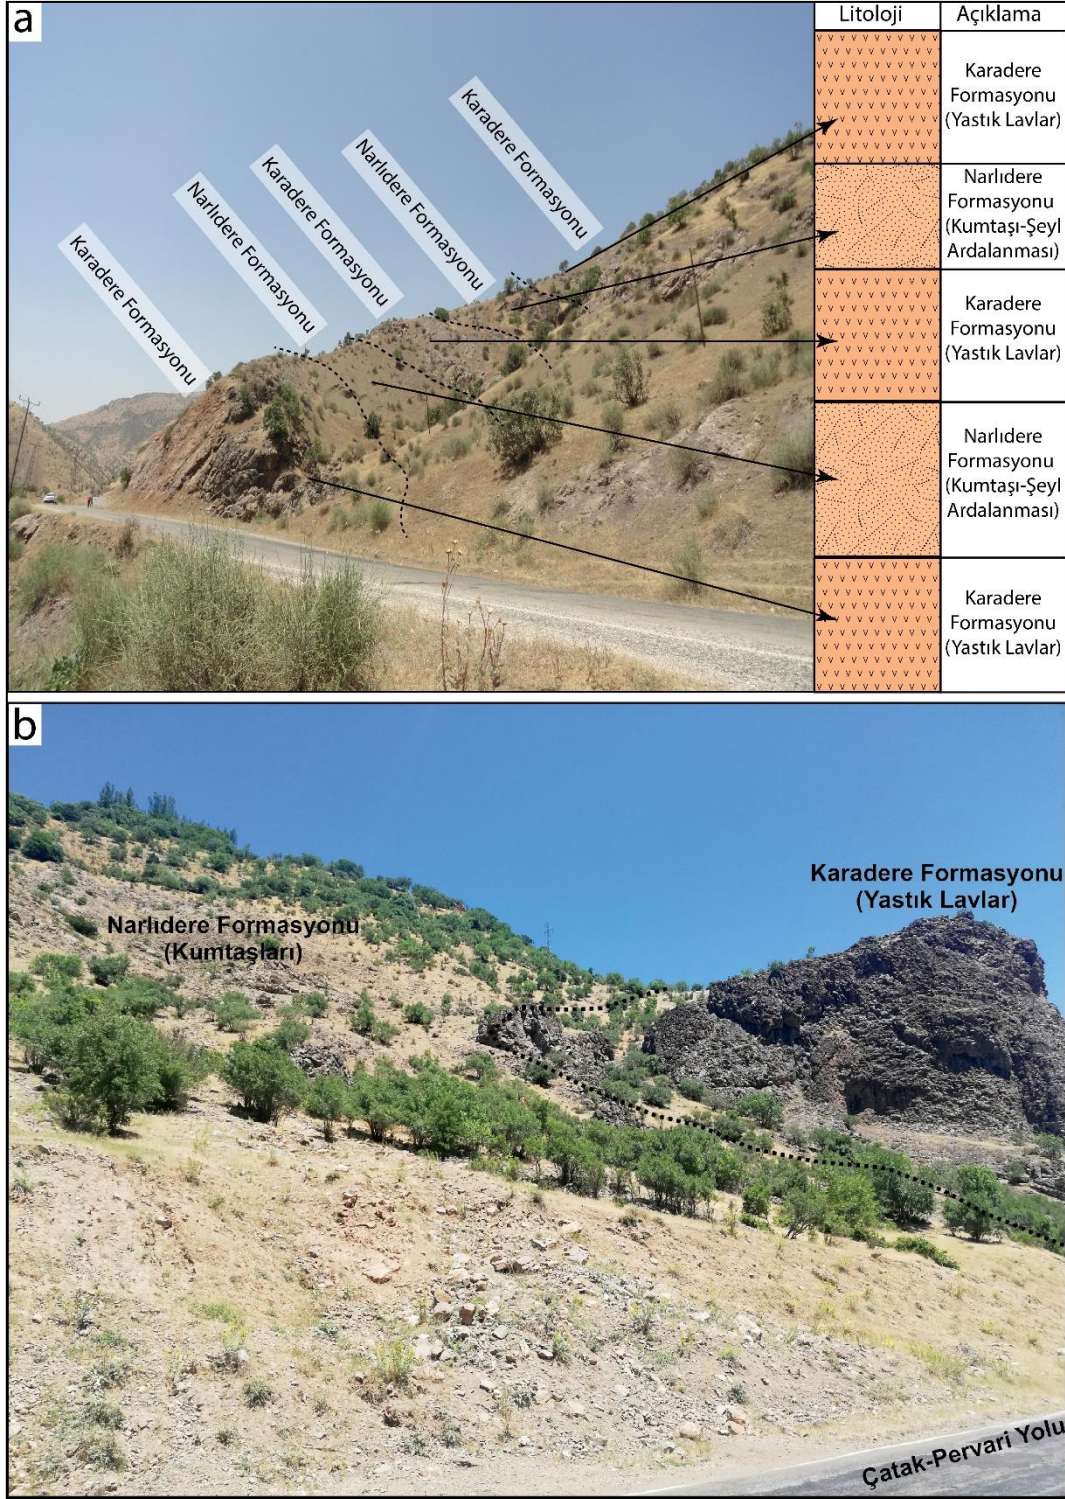 a
Litoloji
Açıklama
Karadere Formasyonu
Narlıdere Formasyonu
Karadere Formasyonu
Narlıdere Formasyonu
Karadere Formasyonu
Karadere
Formasyonu
(Yastık Lavlar)
Narlıdere
Formasyonu
(Kumtaşı-Şeyl
Ardalanması)
Karadere
Formasyonu
(Yastık Lavlar)
Narlıdere
Formasyonu
(Kumtaşı-Şeyl
Ardalanması)
Karadere
Formasyonu
(Yastık Lavlar)
b
Narlıdere Formasyonu
(Kumtaşları)
Karadere Formasyonu
(Yastık Lavlar)
Çatak-Pervari Yolu